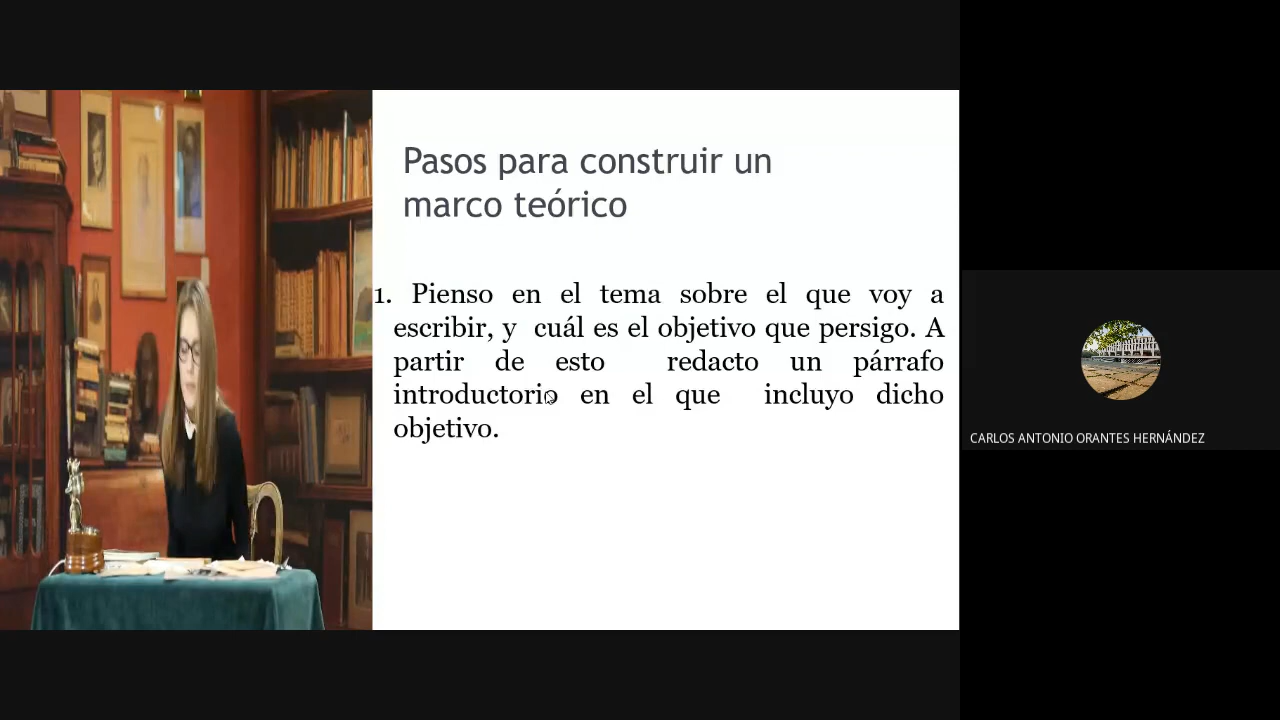 Pasos para construir un
marco teórico
1. Pienso en el tema sobre el que voy a
escribir, y cuál es el objetivo que persigo. A
partir de esto redacto un párrafo
introductorio en el que incluyo dicho
objetivo.
CARLOS ANTONIO ORANTES HERNÁNDEZ